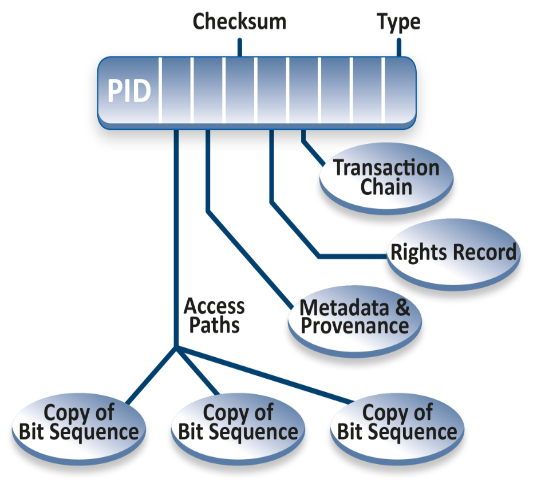 Checksum
Type
PID
Transaction
Chain
Rights Record
Access
Paths
Metadata &
Provenance
Copy of
Bit Sequence
Copy of
Bit Sequence
Copy of
Bit Sequence